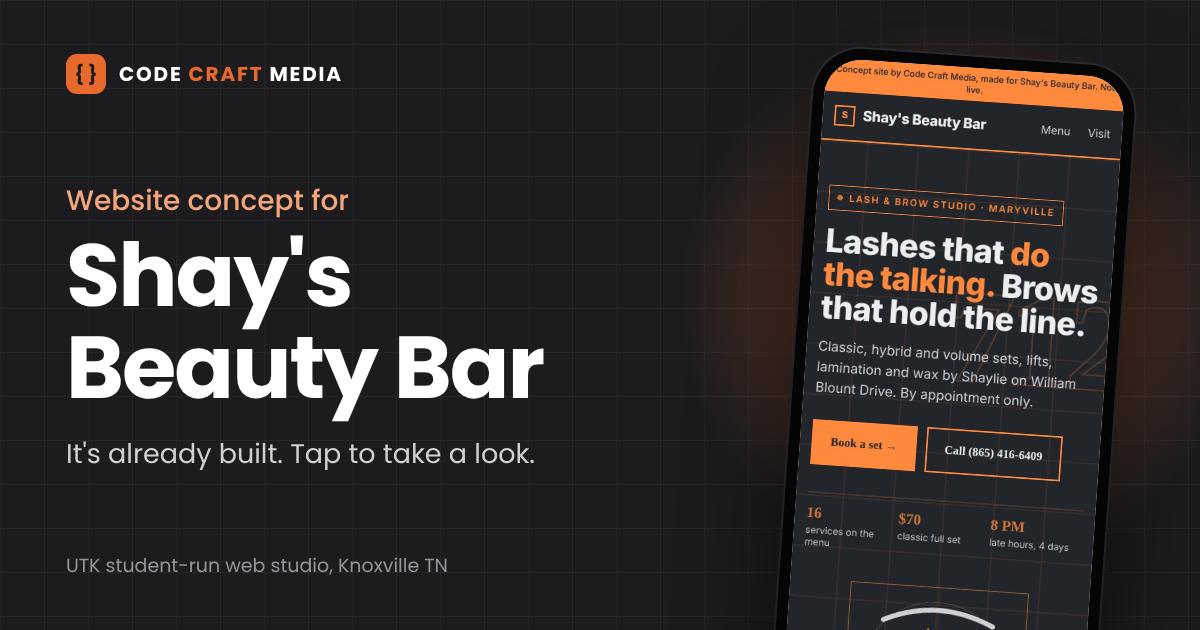 { } CODE CRAFT MEDIA
Website concept for
Shay's
Beauty Bar
It's already built. Tap to take a look.
UTK student-run web studio, Knoxville TN
Concept site by Code Craft Media, made for Shay's Beauty Bar. Not
live.
S Shay's Beauty Bar Menu Visit
LASH & BROW STUDIO · MARYVILLE
Lashes that do
the talking. Brows
that hold the line.
Classic, hybrid and volume sets, lifts,
lamination and wax by Shaylie on William
Blount Drive. By appointment only.
Book a set → Call (865) 416-6409
16 $70 8 PM
services on the classic full set late hours, 4 days
menu